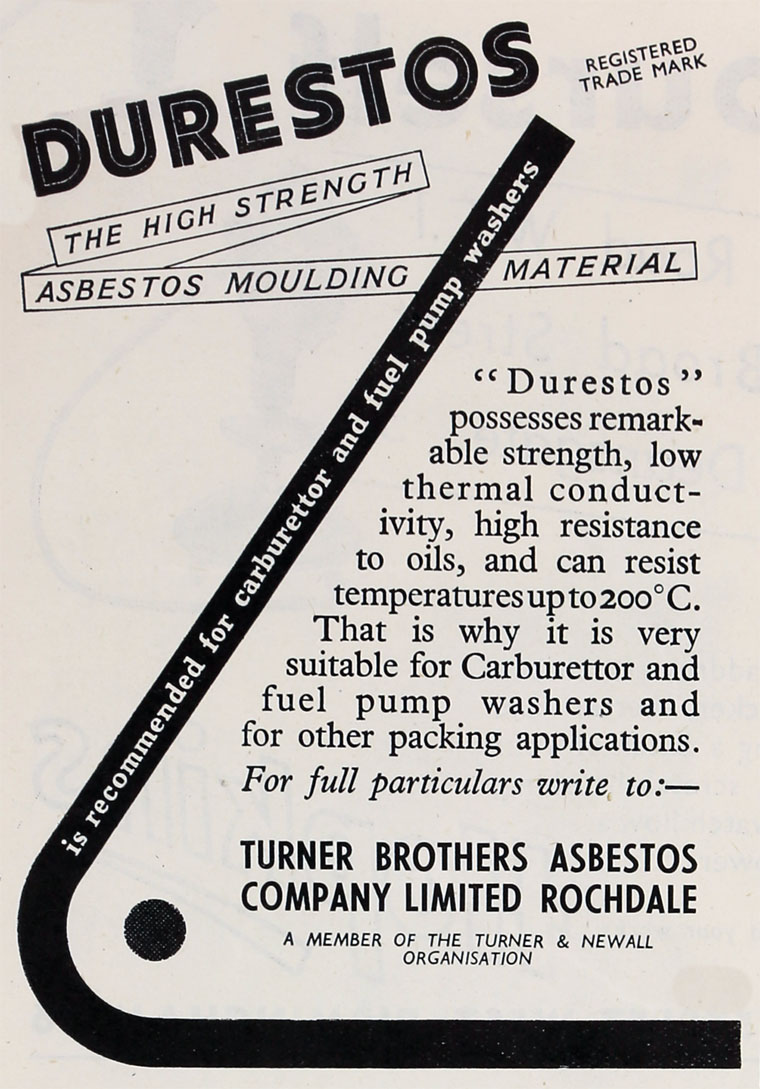 DURESTOS
REGISTERED
TRADE MARK
THE HIGH STRENGTH
ASBESTOS MOULDING MATERIAL
is recommended for carburettor and fuel pump washers
“Durestos”
possesses remark-
able strength, low
thermal conduct-
ivity, high resistance
to oils, and can resist
temperatures up to 200°C.
That is why it is very
suitable for Carburettor and
fuel pump washers and
for other packing applications.
For full particulars write to:—
TURNER BROTHERS ASBESTOS
COMPANY LIMITED ROCHDALE
A MEMBER OF THE TURNER & NEWALL
ORGANISATION